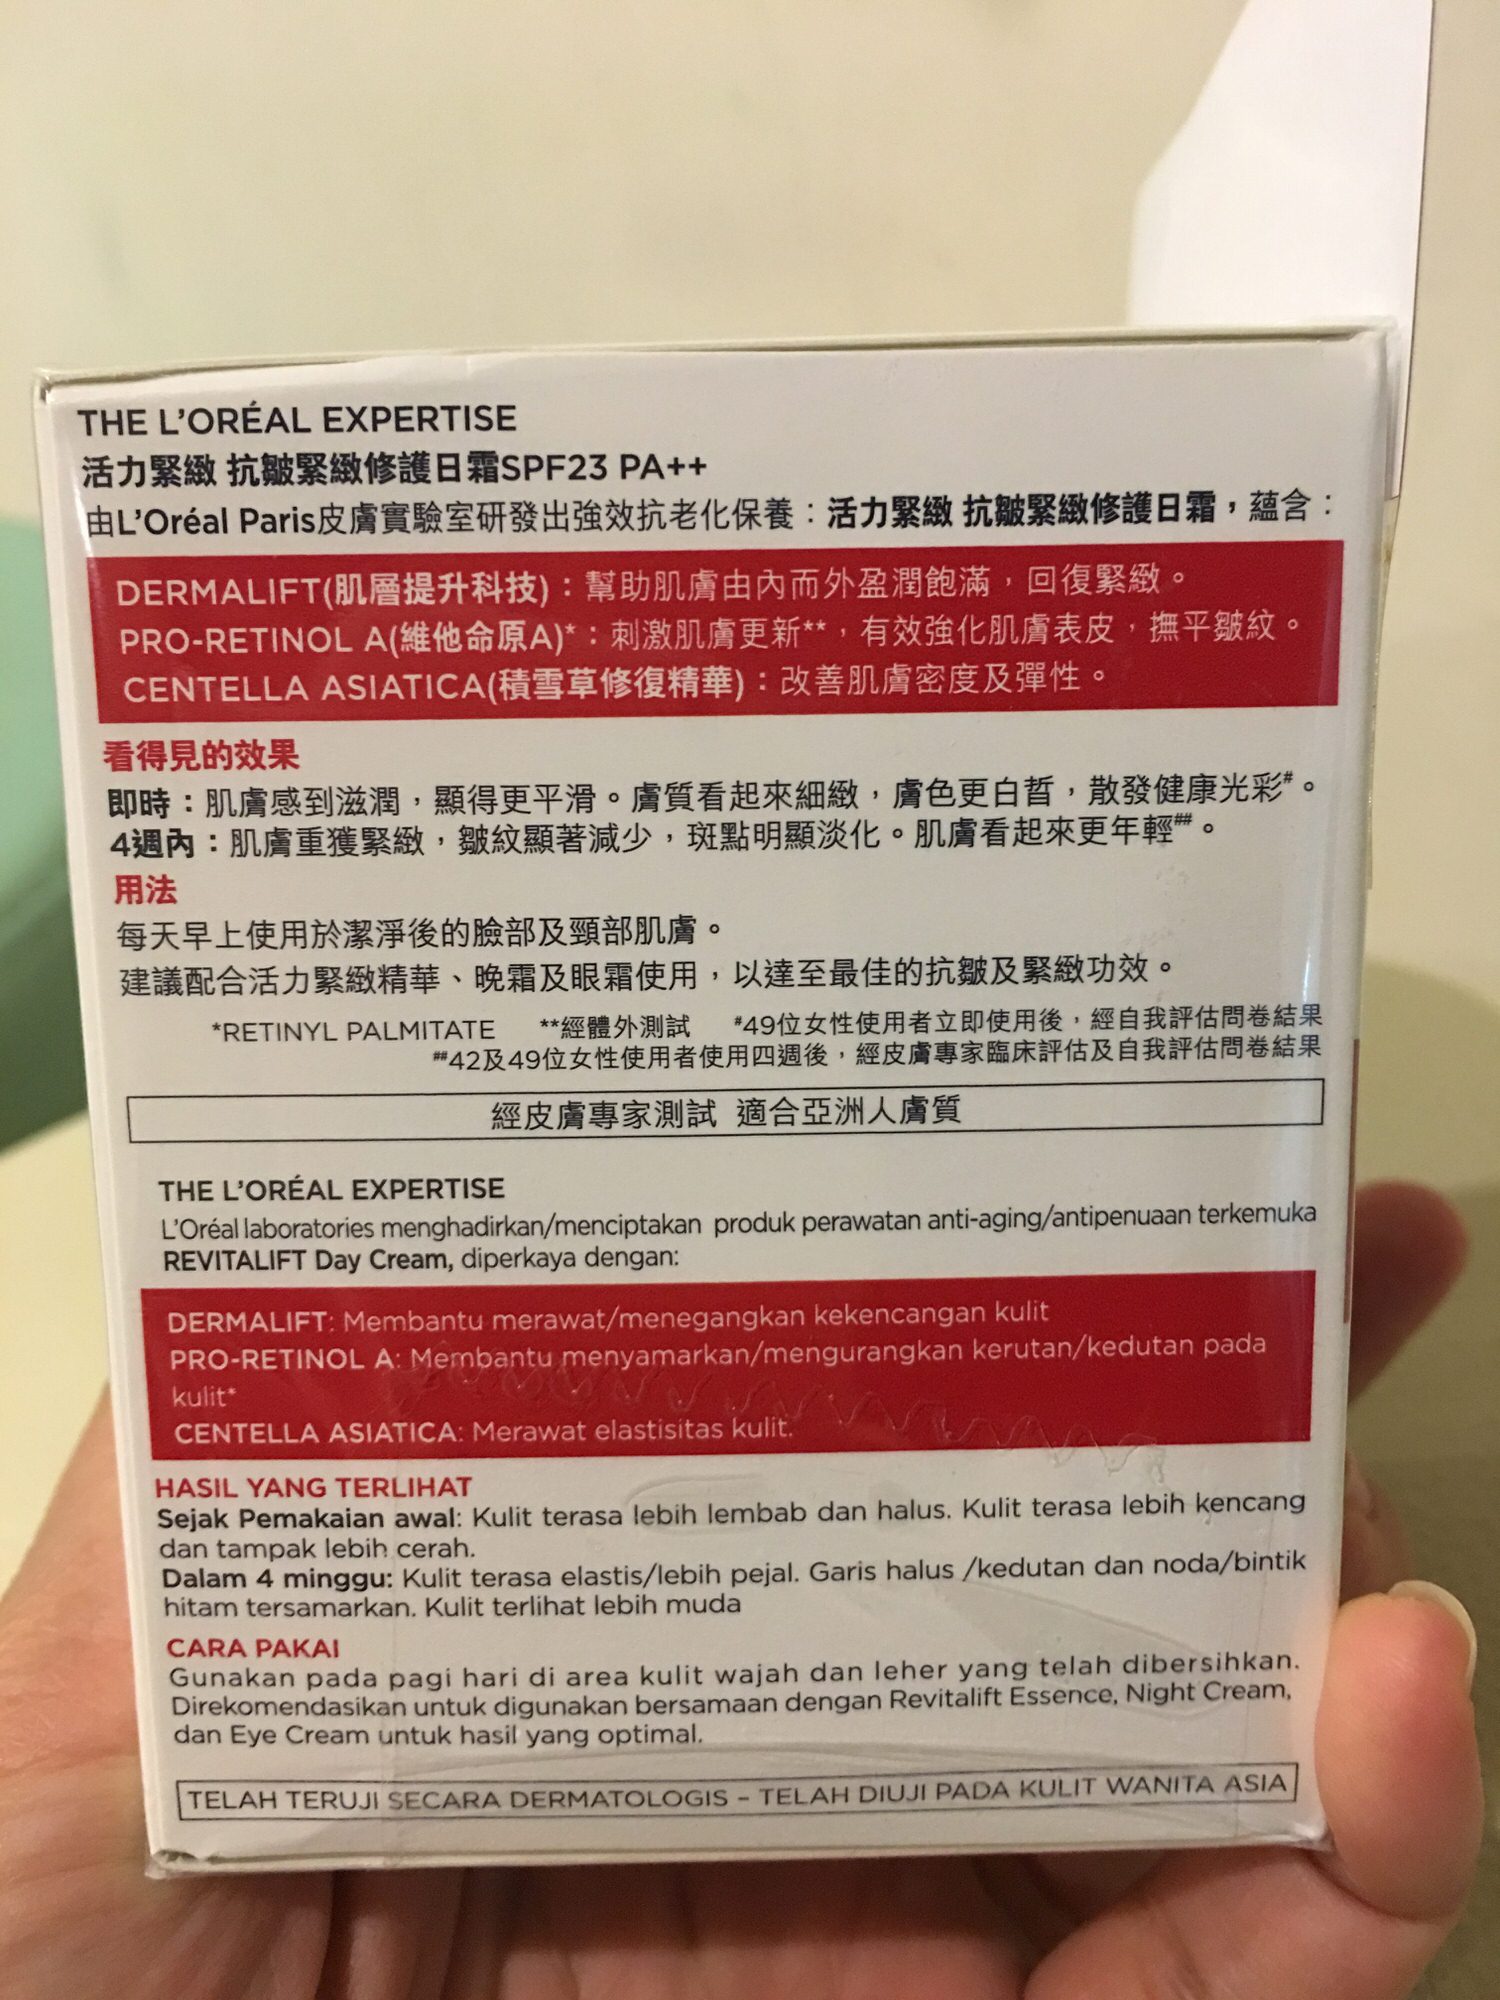 THE L'ORÉAL EXPERTISE
活力緊緻 抗皺緊緻修護日霜SPF23 PA++
由L'Oréal Paris皮膚實驗室研發出強效抗老化保養：活力緊緻 抗皺緊緻修護日霜，蘊含：
DERMALIFT(肌層提升科技)：幫助肌膚由內而外盈潤飽滿，回復緊緻。
PRO-RETINOL A(維他命原A)*：刺激肌膚更新**，有效強化肌膚表皮，撫平皺紋。
CENTELLA ASIATICA(積雪草修復精華)：改善肌膚密度及彈性。
看得見的效果
即時：肌膚感到滋潤，顯得更平滑。膚質看起來細緻，膚色更白皙，散發健康光彩#。
4週內：肌膚重獲緊緻，皺紋顯著減少，斑點明顯淡化。肌膚看起來更年輕##。
用法
每天早上使用於潔淨後的臉部及頸部肌膚。
建議配合活力緊緻精華、晚霜及眼霜使用，以達至最佳的抗皺及緊緻功效。
*RETINYL PALMITATE **經體外測試 #49位女性使用者立即使用後，經自我評估問卷結果
##42及49位女性使用者使用四週後，經皮膚專家臨床評估及自我評估問卷結果
經皮膚專家測試 適合亞洲人膚質
THE L'ORÉAL EXPERTISE
L'Oréal laboratories menghadirkan/menciptakan produk perawatan anti-aging/antipenuaan terkemuka
REVITALIFT Day Cream, diperkaya dengan:
DERMALIFT: Membantu merawat/menegangkan kekencangan kulit
PRO-RETINOL A: Membantu menyamarkan/mengurangkan kerutan/kedutan pada
kulit*
CENTELLA ASIATICA: Merawat elastisitas kulit.
HASIL YANG TERLIHAT
Sejak Pemakaian awal: Kulit terasa lebih lembab dan halus. Kulit terasa lebih kencang
dan tampak lebih cerah.
Dalam 4 minggu: Kulit terasa elastis/lebih pejal. Garis halus /kedutan dan noda/bintik
hitam tersamarkan. Kulit terlihat lebih muda
CARA PAKAI
Gunakan pada pagi hari di area kulit wajah dan leher yang telah dibersihkan.
Direkomendasikan untuk digunakan bersamaan dengan Revitalift Essence, Night Cream,
dan Eye Cream untuk hasil yang optimal.
TELAH TERUJI SECARA DERMATOLOGIS – TELAH DIUJI PADA KULIT WANITA ASIA